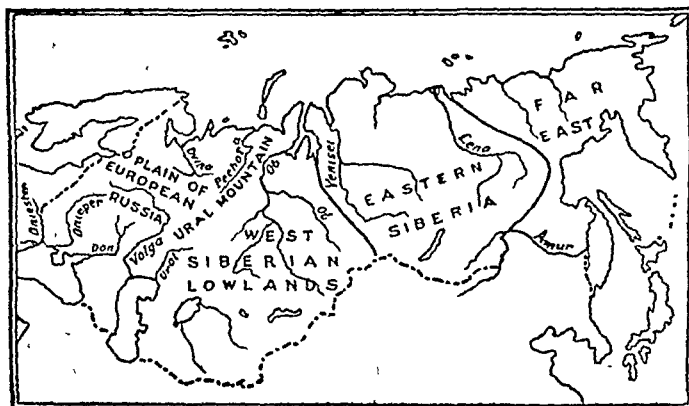 PLAIN OF
EUROPEAN
RUSSIA
Dniester
Dnieper
Don
Volga
Ural
Dvina
Pechora
URAL MOUNTAIN
Ob
Ob
WEST
SIBERIAN
LOWLANDS
Yenisei
EASTERN
SIBERIA
Lena
FAR
EAST
Amur